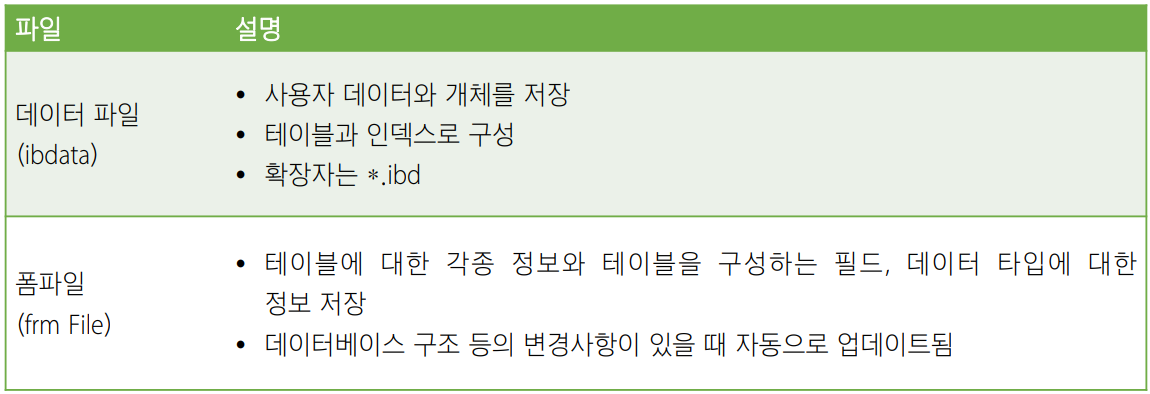 파일 설명
데이터 파일
(ibdata)
• 사용자 데이터와 개체를 저장
• 테이블과 인덱스로 구성
• 확장자는 *.ibd
폼파일
(frm File)
• 테이블에 대한 각종 정보와 테이블을 구성하는 필드, 데이터 타입에 대한
정보 저장
• 데이터베이스 구조 등의 변경사항이 있을 때 자동으로 업데이트됨